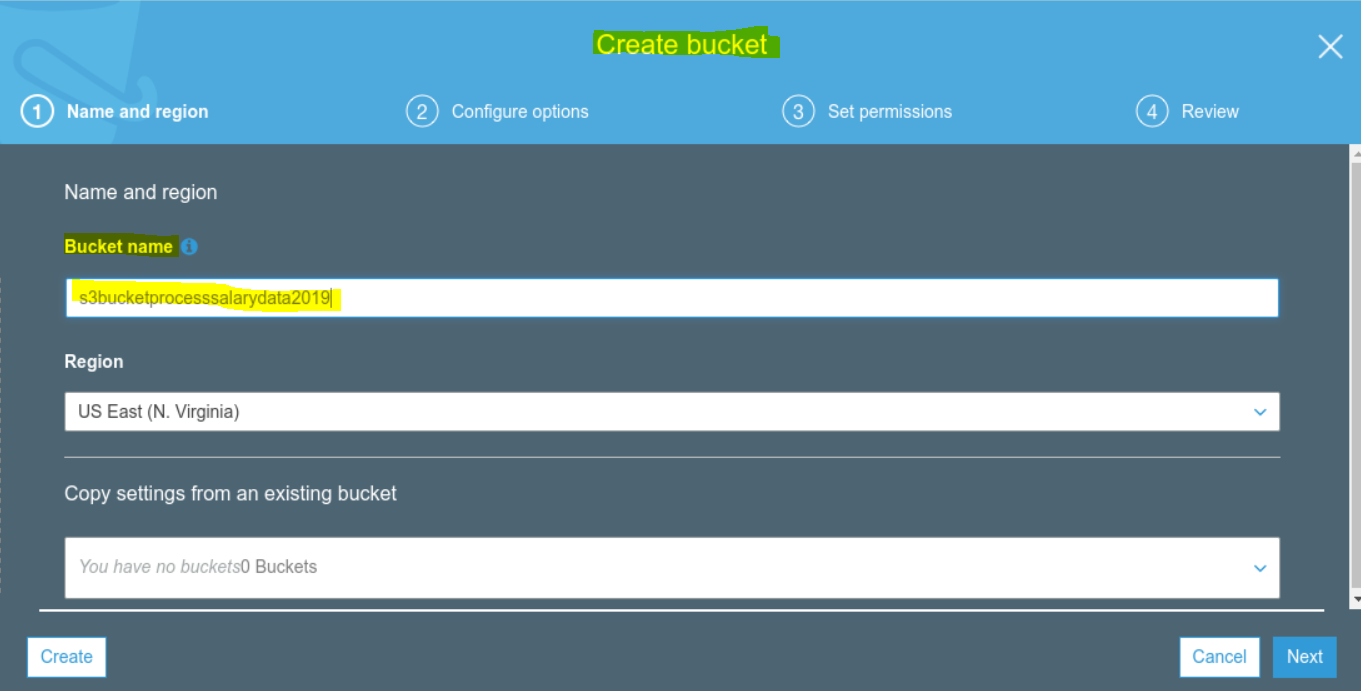 Create bucket
1 Name and region
2 Configure options
3 Set permissions
4 Review
Name and region
Bucket name
s3bucketprocesssalarydata2019
Region
US East (N. Virginia)
Copy settings from an existing bucket
You have no buckets0 Buckets
Create
Cancel
Next